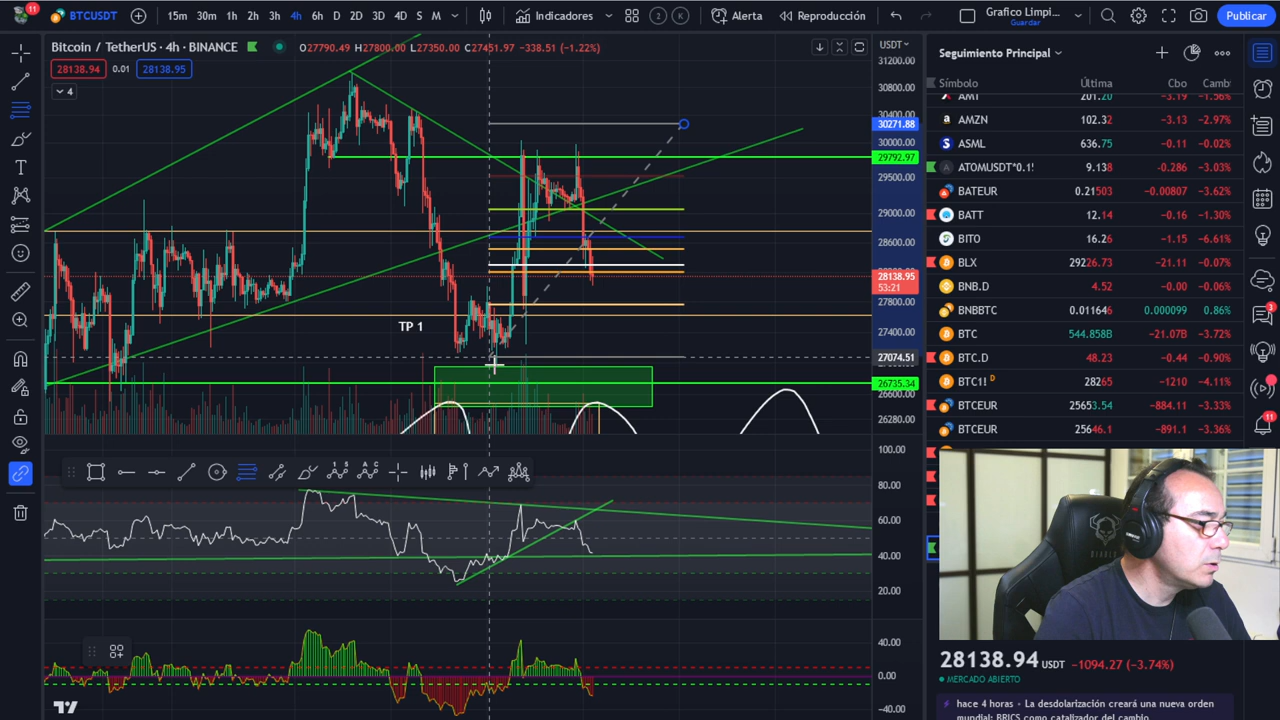 11
BTCUSDT
15m 30m 1h 2h 3h 4h 6h D 2D 3D 4D S M
Indicadores
2 K
Alerta
Reproducción
Grafico Limpi...
Guardar
Publicar
Bitcoin / TetherUS · 4h · BINANCE
O27790.49 H27800.00 L27350.00 C27451.97 −338.51 (−1.22%)
28138.94 0.01 28138.95
4
USDT
31200.00
30800.00
30271.88
30000.00
29792.97
29500.00
29000.00
28600.00
28138.95
53:21
27800.00
27400.00
27074.51
26735.34
26600.00
26280.00
TP 1
100.00
80.00
60.00
40.00
20.00
40.00
0.00
−40.00
Seguimiento Principal
Símbolo Última Cbo Camb
AMT 201.20 −3.19 −1.56%
AMZN 102.32 −3.13 −2.97%
ASML 636.75 −0.11 −0.02%
ATOMUSDT*0.1! 9.138 −0.286 −3.03%
BATEUR 0.21503 −0.00807 −3.62%
BATT 12.14 −0.16 −1.30%
BITO 16.26 −1.15 −6.61%
BLX 29226.73 −21.11 −0.07%
BNB.D 4.52 −0.00 −0.06%
BNBBTC 0.011646 0.000099 0.86%
BTC 544.858B −21.07B −3.72%
BTC.D 48.23 −0.44 −0.90%
BTC1! D 28265 −1210 −4.11%
BTCEUR 25653.54 −884.11 −3.33%
BTCEUR 25646.1 −891.1 −3.36%
3
11
28138.94 USDT −1094.27 (−3.74%)
MERCADO ABIERTO
hace 4 horas · La desdolarización creará una nueva orden
mundial: BRICS como catalizador del cambio